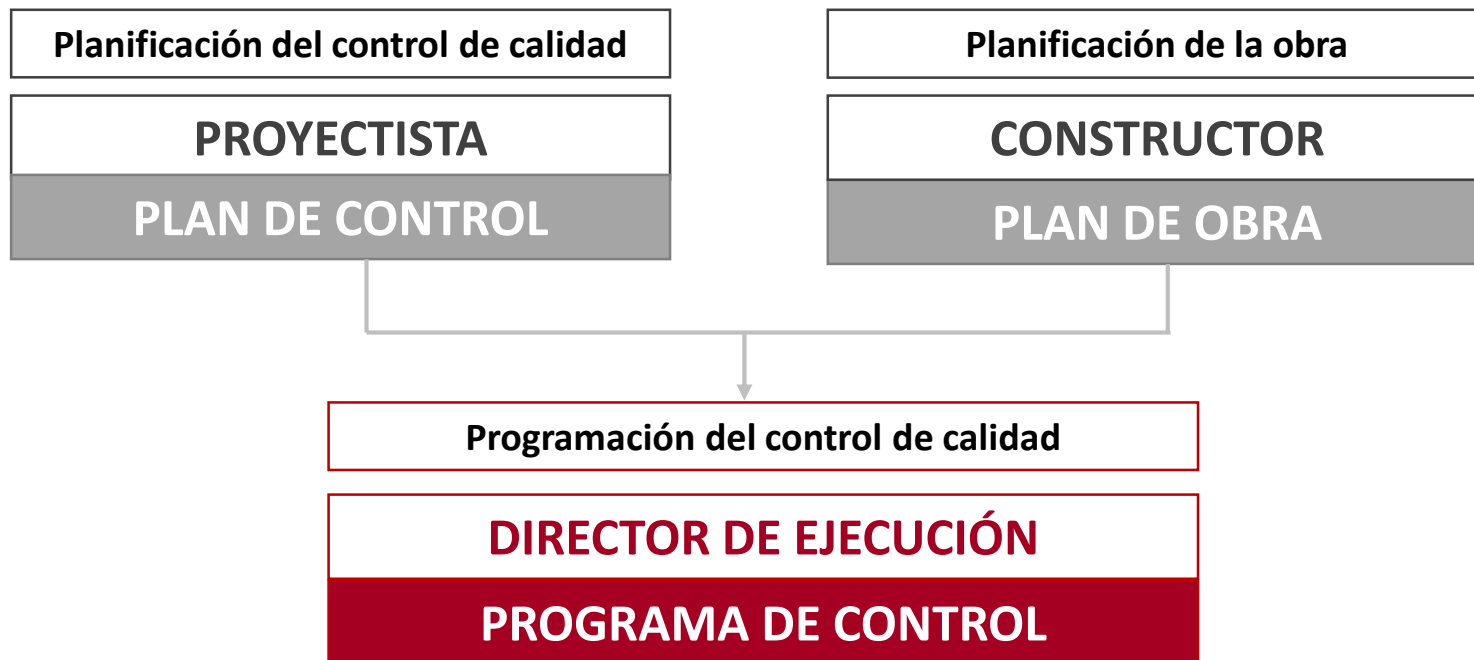 Planificación del control de calidad
PROYECTISTA
PLAN DE CONTROL
Planificación de la obra
CONSTRUCTOR
PLAN DE OBRA
Programación del control de calidad
DIRECTOR DE EJECUCIÓN
PROGRAMA DE CONTROL